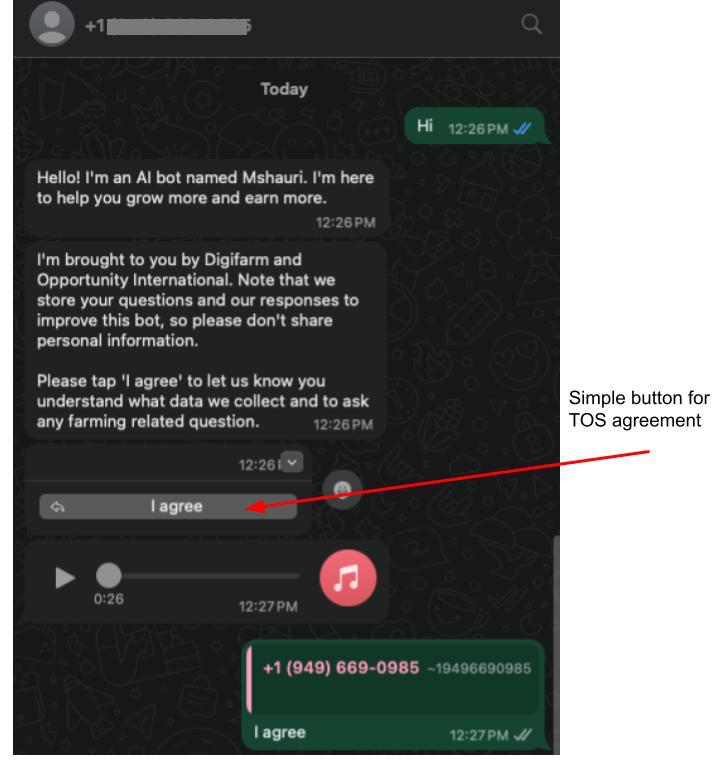 +1
Today
Hi 12:26 PM
Hello! I'm an AI bot named Mshauri. I'm here
to help you grow more and earn more.
12:26 PM
I'm brought to you by Digifarm and
Opportunity International. Note that we
store your questions and our responses to
improve this bot, so please don't share
personal information.
Please tap 'I agree' to let us know you
understand what data we collect and to ask
any farming related question. 12:26 PM
Simple button for
TOS agreement
12:26
I agree
0:26
12:27 PM
+1 (949) 669-0985 ~19496690985
I agree 12:27 PM